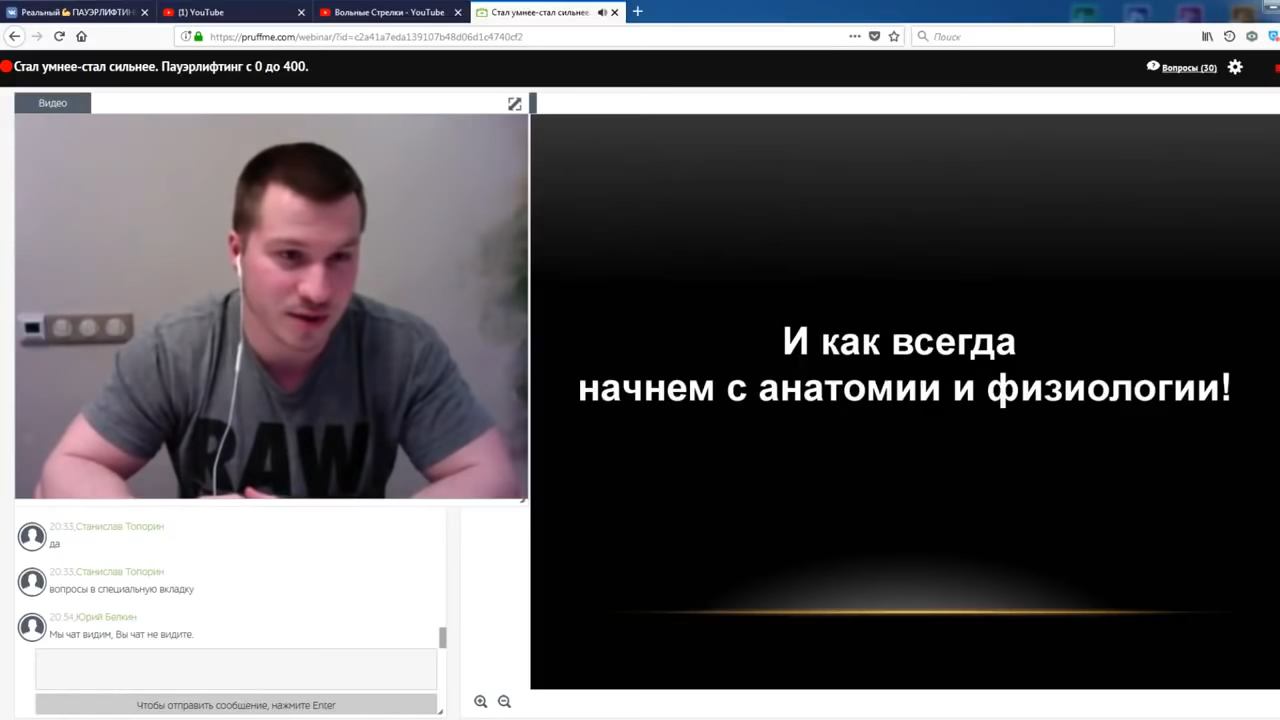 Реальный 💪 ПАУЭРЛИФТИН
(1) YouTube
Вольные Стрелки - YouTube
Стал умнее-стал сильнее.
https://pruffme.com/webinar/?id=c2a41a7eda139107b48d06d1c4740cf2
Поиск
Стал умнее-стал сильнее. Пауэрлифтинг с 0 до 400.
Вопросы (30)
Видео
RAW
И как всегда
начнем с анатомии и физиологии!
20:33,Станислав Топорин
да
20:33,Станислав Топорин
вопросы в специальную вкладку
20:54,Юрий Белкин
Мы чат видим, Вы чат не видите.
Чтобы отправить сообщение, нажмите Enter